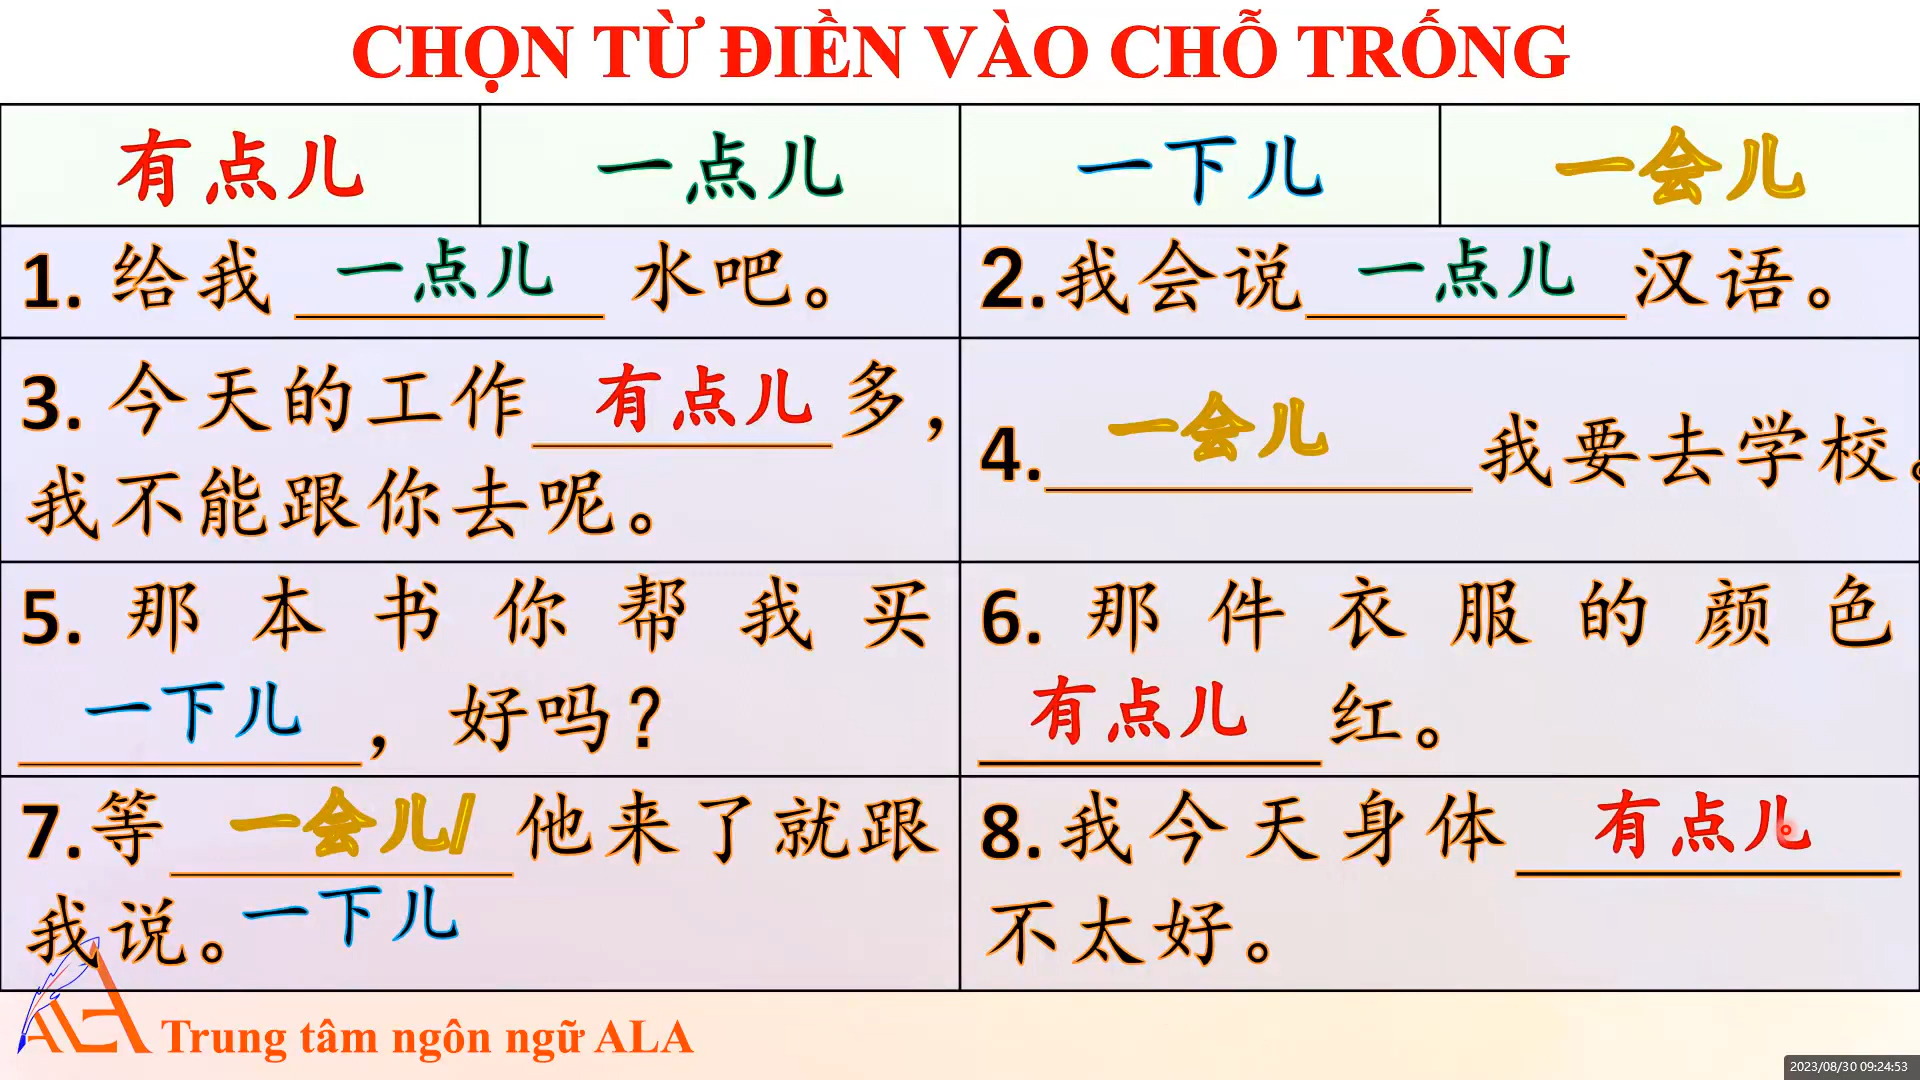 CHỌN TỪ ĐIỀN VÀO CHỖ TRỐNG
有点儿 一点儿 一下儿 一会儿
1. 给我 一点儿 水吧。
2.我会说 一点儿 汉语。
3. 今天的工作 有点儿 多，
我不能跟你去呢。
4. 一会儿 我要去学校。
5. 那本书你帮我买
一下儿 ，好吗？
6. 那件衣服的颜色
有点儿 红。
7.等 一会儿/ 他来了就跟
我说。 一下儿
8.我今天身体 有点儿
不太好。
ALA Trung tâm ngôn ngữ ALA
2023/08/30 09:24:53